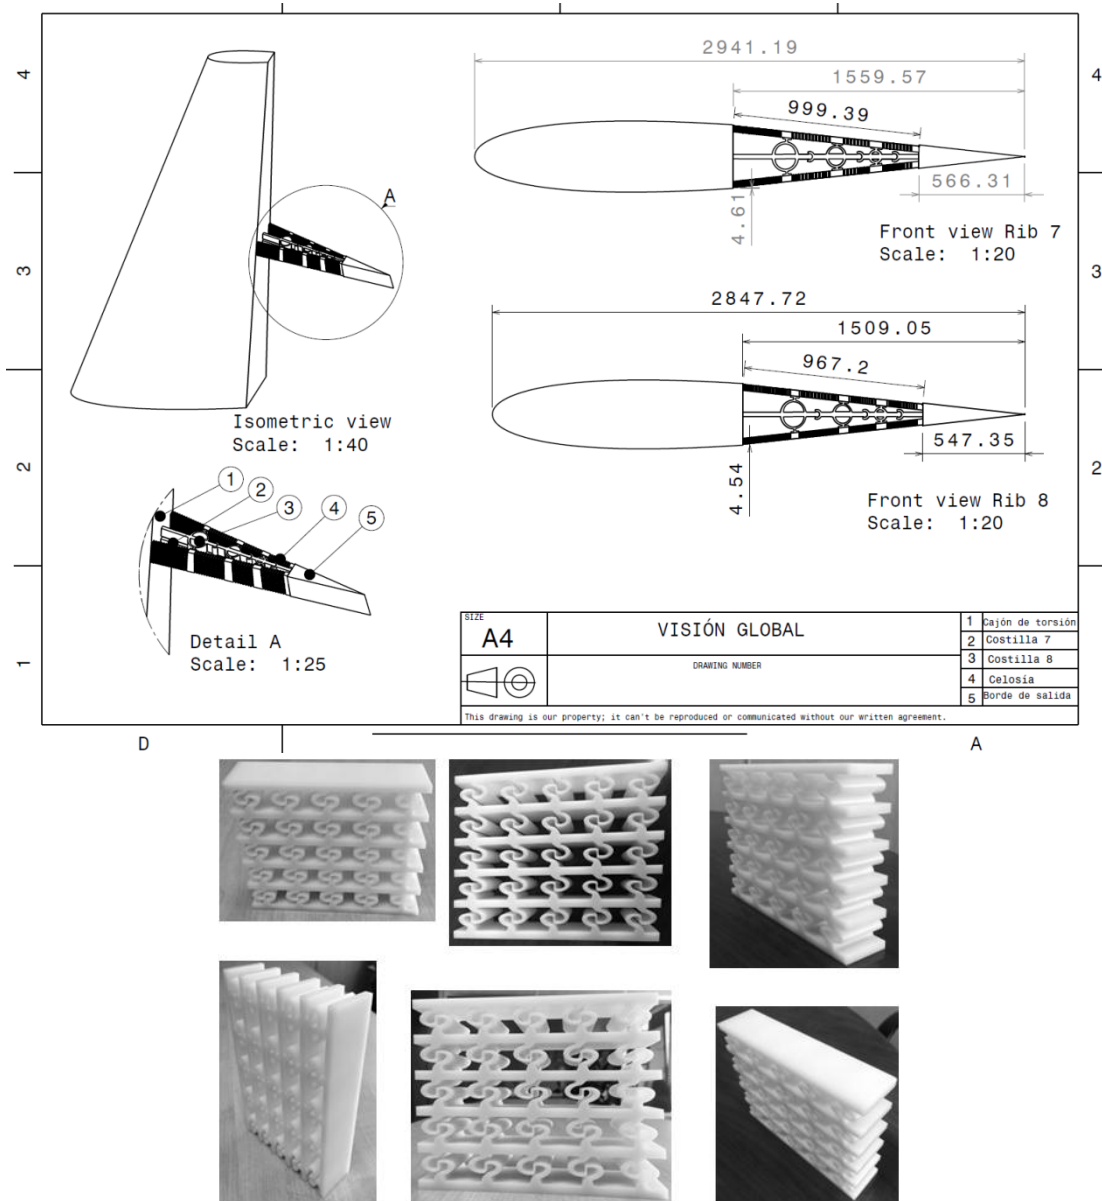 4
4
3
3
2
2
1
1
D
A
A
Isometric view
Scale: 1:40
2941.19
1559.57
999.39
566.31
4.61
Front view Rib 7
Scale: 1:20
2847.72
1509.05
967.2
547.35
4.54
Front view Rib 8
Scale: 1:20
1
2
3
4
5
Detail A
Scale: 1:25
SIZE
A4
VISIÓN GLOBAL
DRAWING NUMBER
1 Cajón de torsión
2 Costilla 7
3 Costilla 8
4 Celosía
5 Borde de salida
This drawing is our property; it can't be reproduced or communicated without our written agreement.